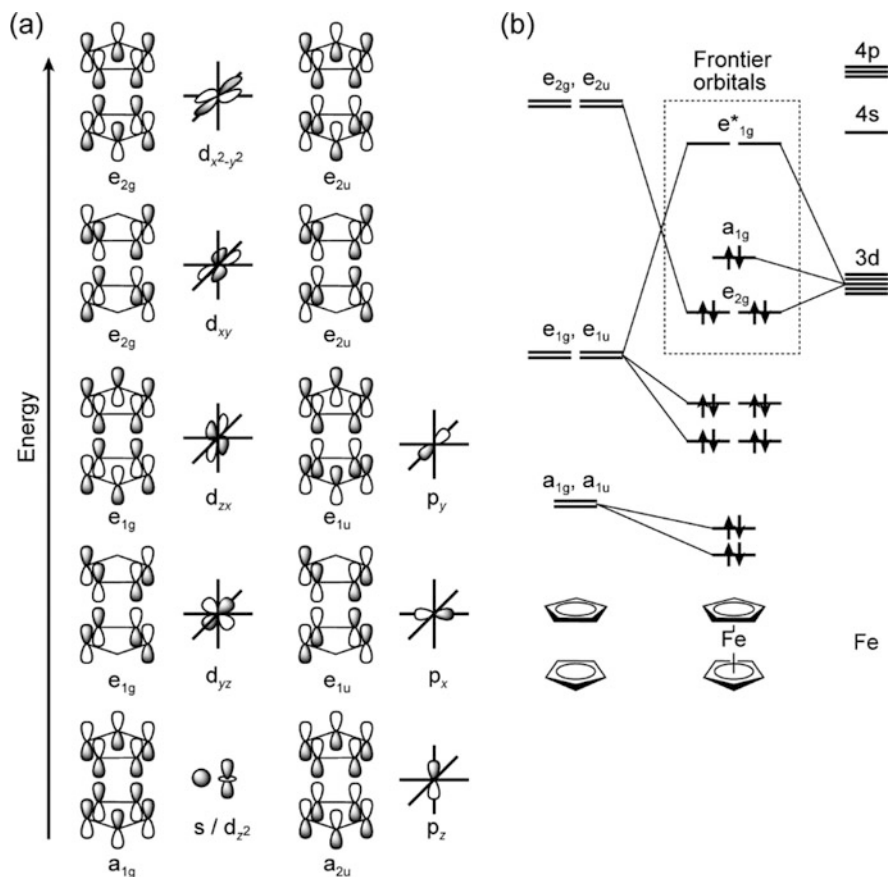 (a)
Energy
e2g
dx²-y²
e2u
e2g
dxy
e2u
e1g
dzx
e1u
py
e1g
dyz
e1u
px
a1g
s / dz²
a2u
pz
(b)
Frontier
orbitals
4p
e2g, e2u
4s
e*1g
a1g
3d
e2g
e1g, e1u
a1g, a1u
Fe
Fe